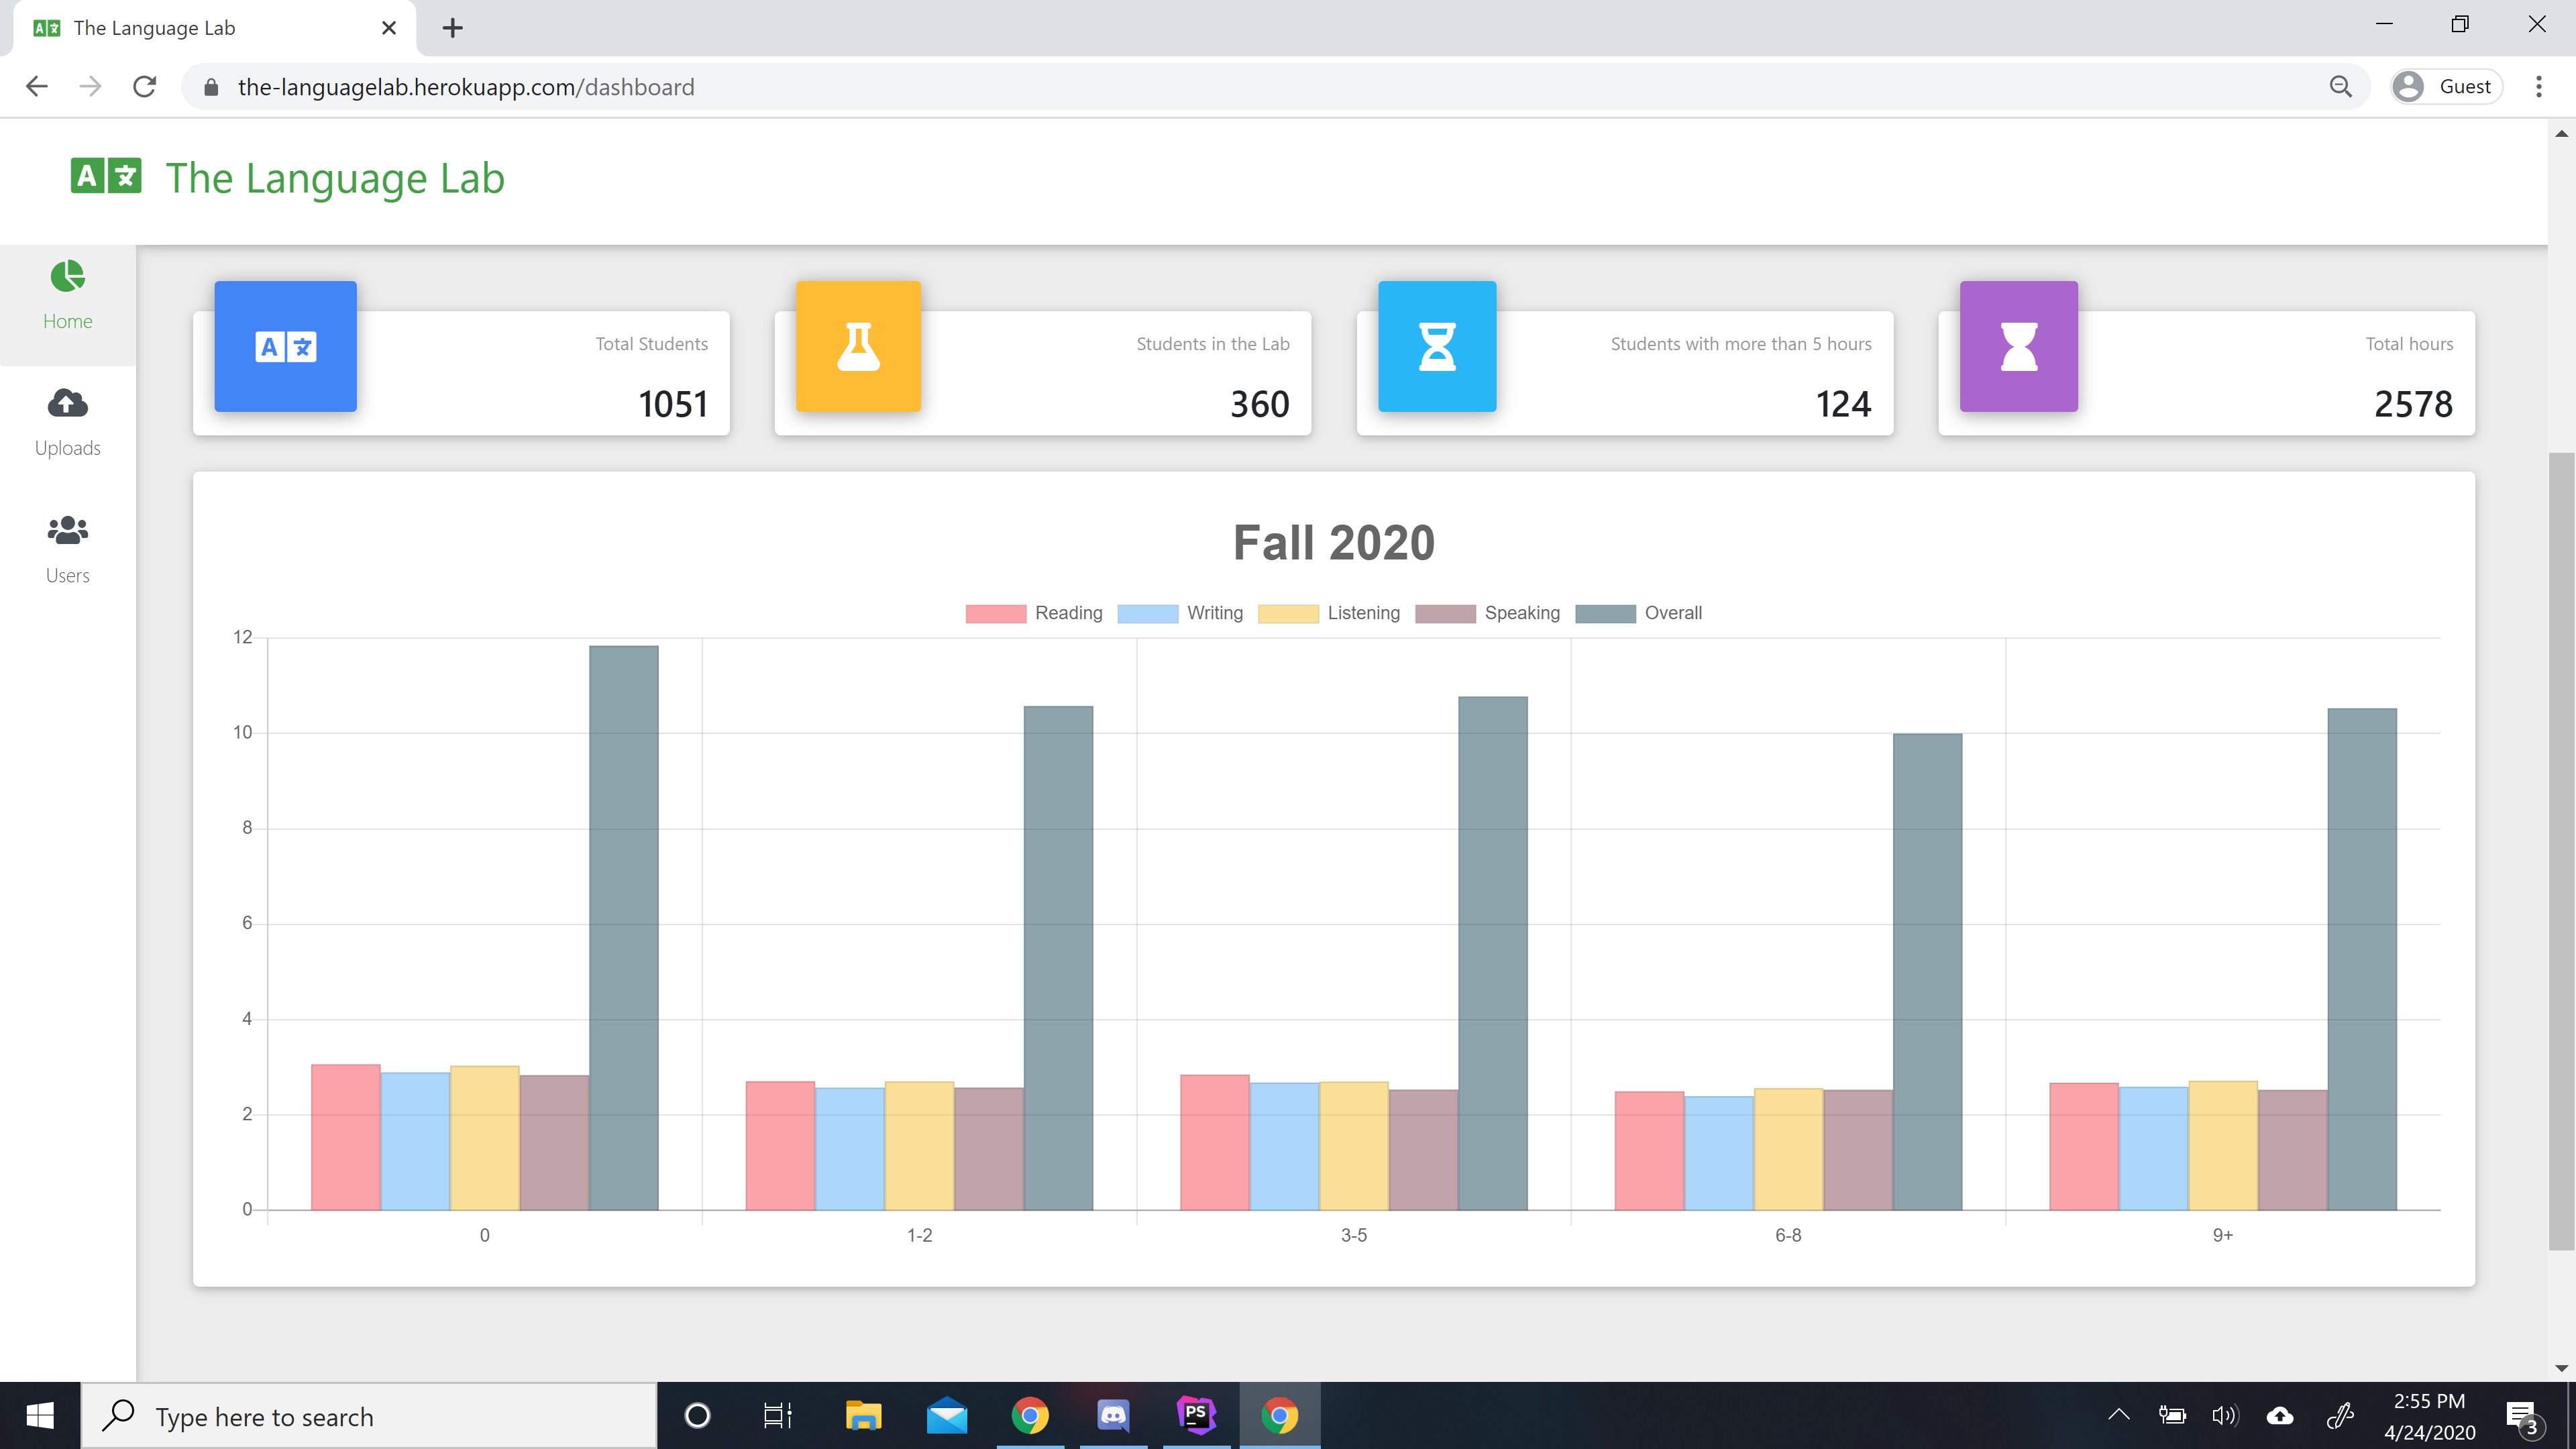 The Language Lab
the-languagelab.herokuapp.com/dashboard
Guest
A文 The Language Lab
Home
Uploads
Users
Total Students
1051
Students in the Lab
360
Students with more than 5 hours
124
Total hours
2578
Fall 2020
Reading Writing Listening Speaking Overall
12
10
8
6
4
2
0
0 1-2 3-5 6-8 9+
Type here to search
PS
2:55 PM
4/24/2020
3